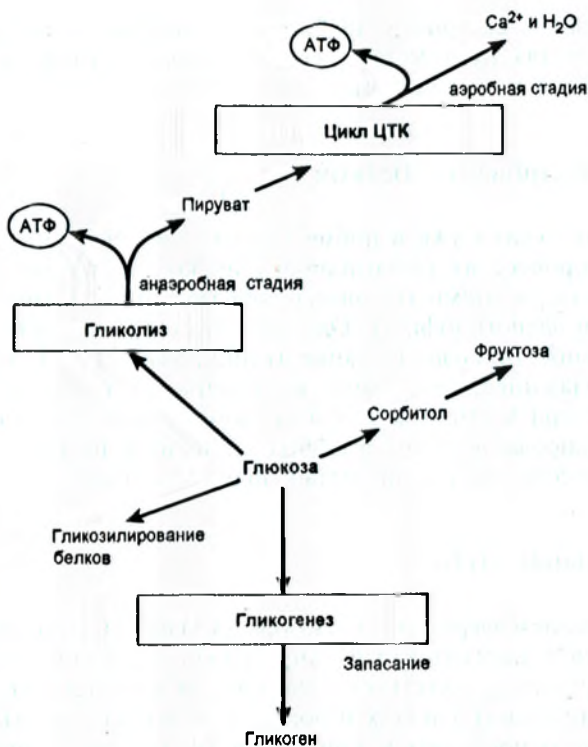 Ca²⁺ и H₂O
АТФ
аэробная стадия
Цикл ЦТК
Пируват
АТФ
анаэробная стадия
Гликолиз
Фруктоза
Сорбитол
Глюкоза
Гликозилирование
белков
Гликогенез
Запасание
Гликоген